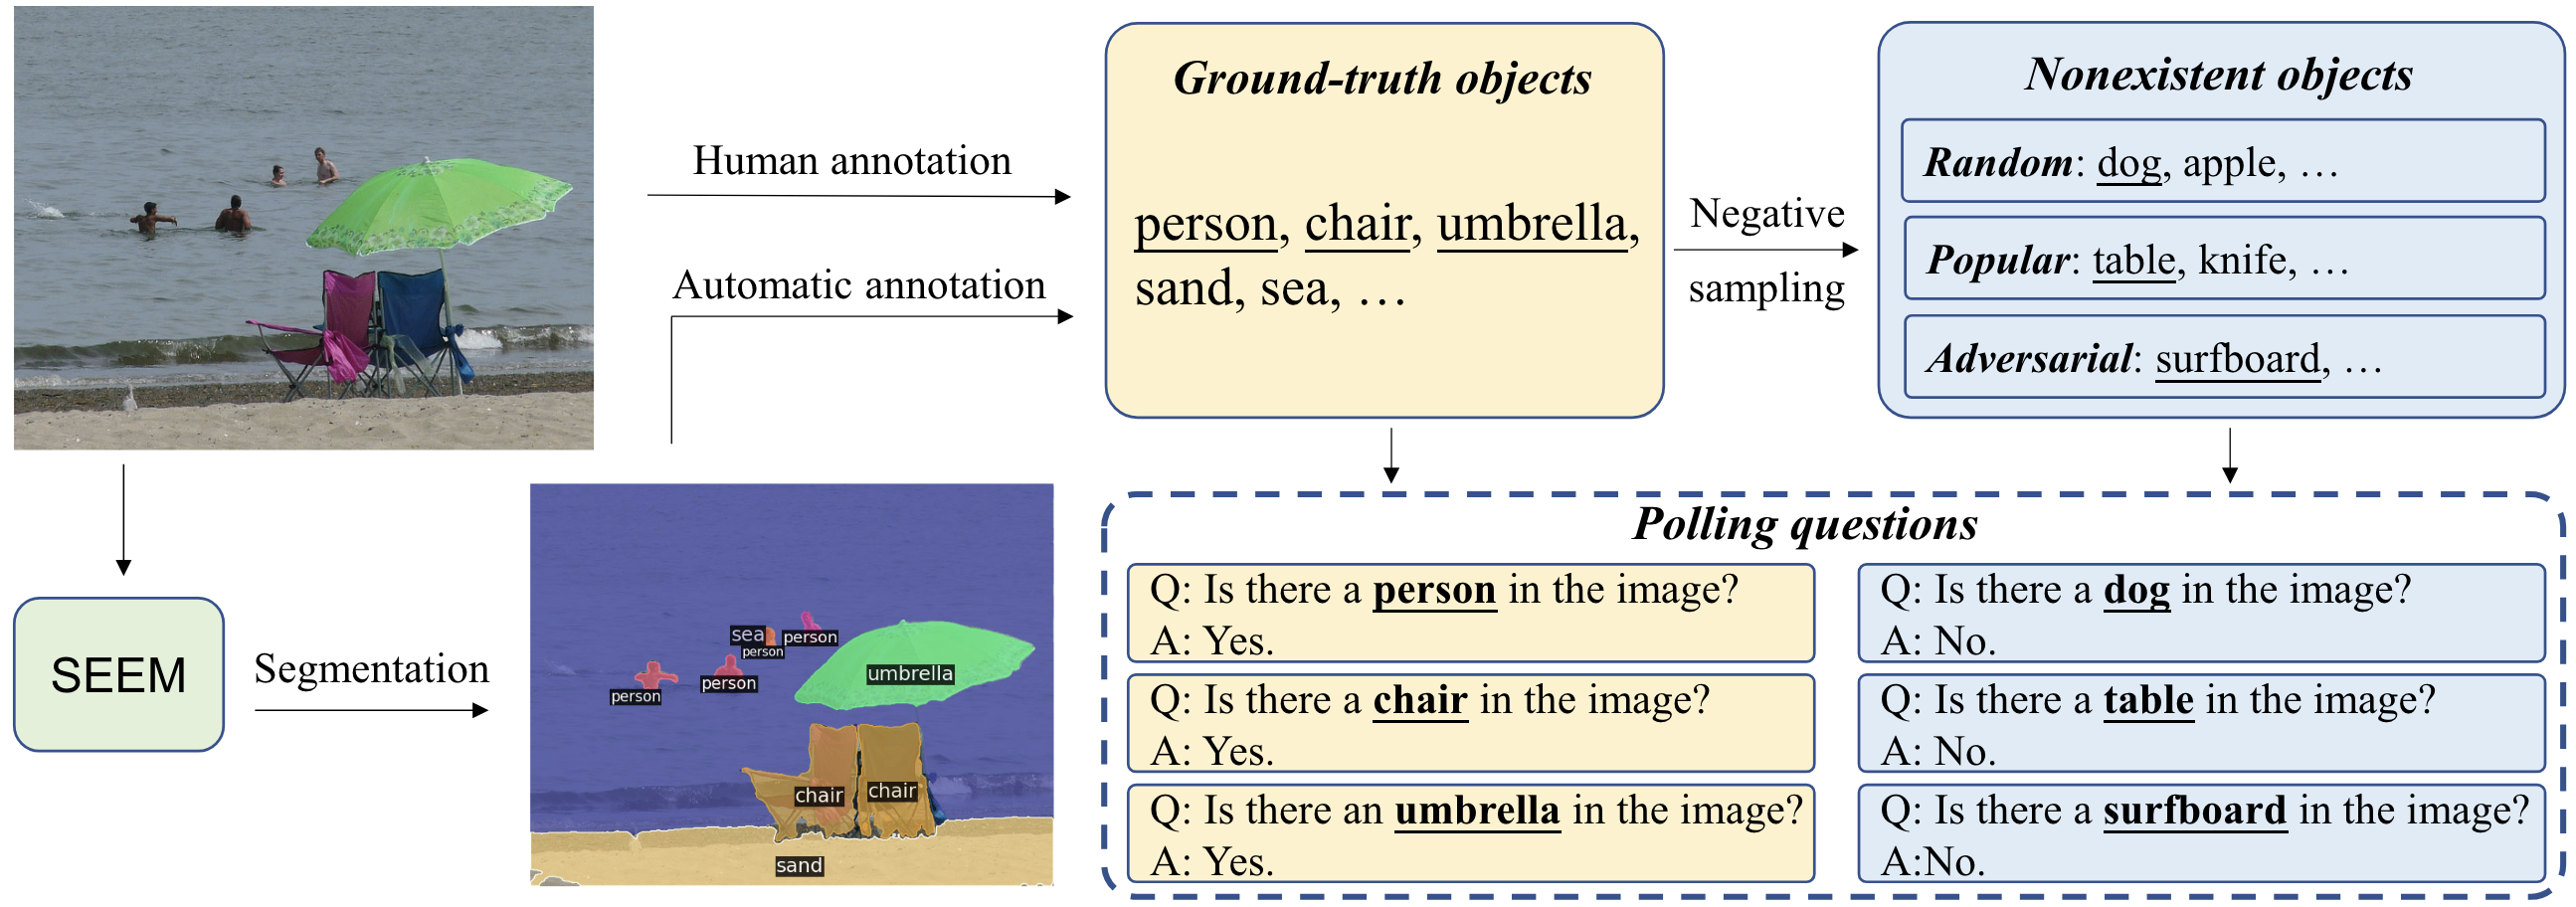 Human annotation
Automatic annotation
Ground-truth objects
person, chair, umbrella,
sand, sea, …
Negative
sampling
Nonexistent objects
Random: dog, apple, …
Popular: table, knife, …
Adversarial: surfboard, …
SEEM
Segmentation
sea
person
person
person
person
umbrella
chair
chair
sand
Polling questions
Q: Is there a person in the image?
A: Yes.
Q: Is there a chair in the image?
A: Yes.
Q: Is there an umbrella in the image?
A: Yes.
Q: Is there a dog in the image?
A: No.
Q: Is there a table in the image?
A: No.
Q: Is there a surfboard in the image?
A:No.